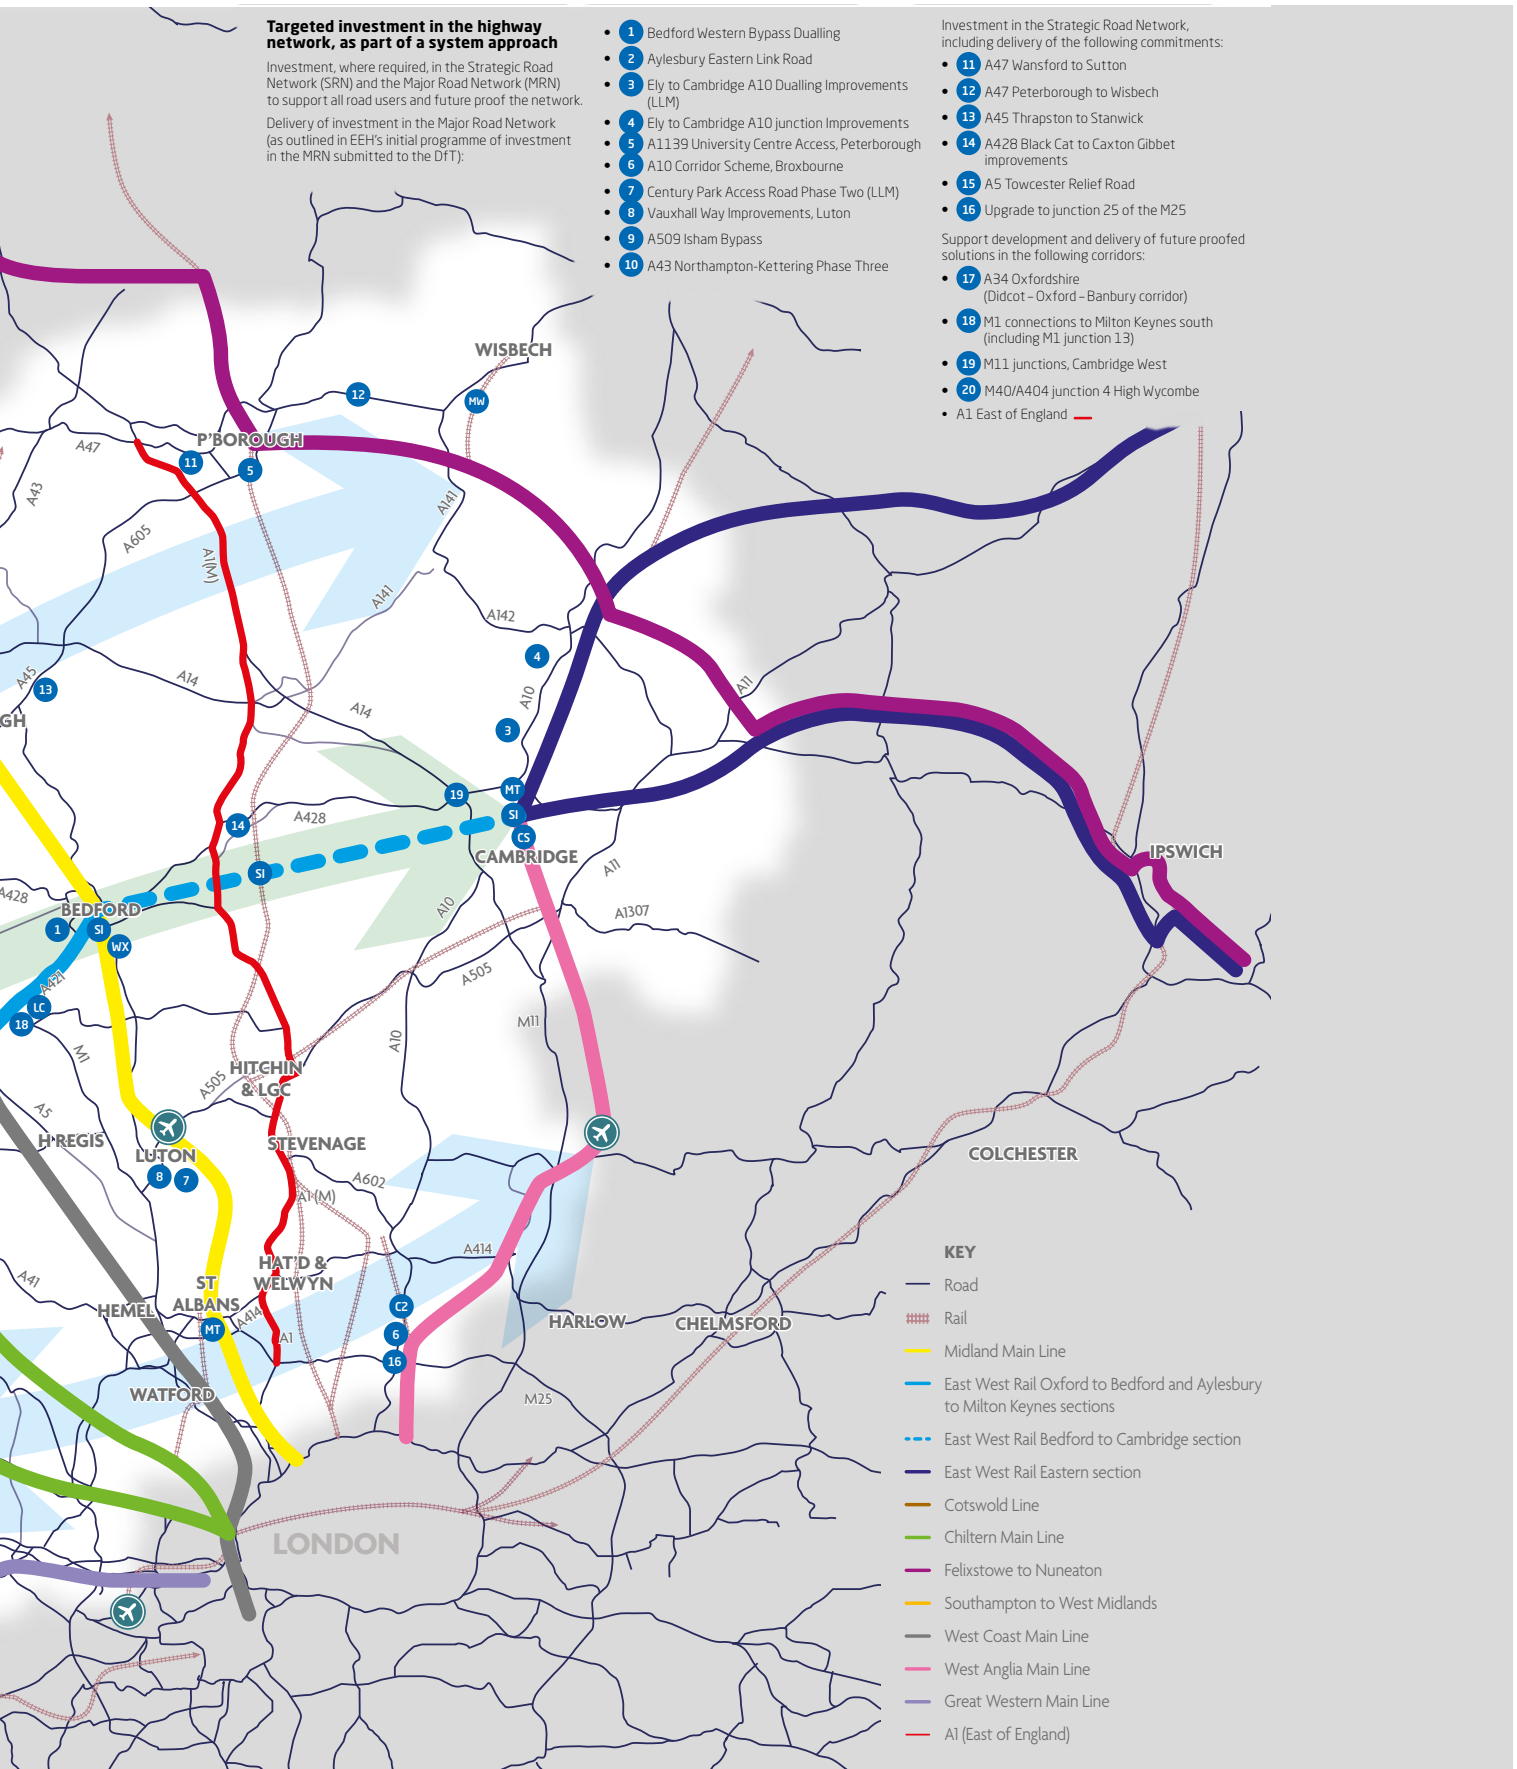 Targeted investment in the highway
network, as part of a system approach
Investment, where required, in the Strategic Road
Network (SRN) and the Major Road Network (MRN)
to support all road users and future proof the network.
Delivery of investment in the Major Road Network
(as outlined in EEH's initial programme of investment
in the MRN submitted to the DfT):
• 1 Bedford Western Bypass Dualling
• 2 Aylesbury Eastern Link Road
• 3 Ely to Cambridge A10 Dualling Improvements
(LLM)
• 4 Ely to Cambridge A10 junction Improvements
• 5 A1139 University Centre Access, Peterborough
• 6 A10 Corridor Scheme, Broxbourne
• 7 Century Park Access Road Phase Two (LLM)
• 8 Vauxhall Way Improvements, Luton
• 9 A509 Isham Bypass
• 10 A43 Northampton-Kettering Phase Three
Investment in the Strategic Road Network,
including delivery of the following commitments:
• 11 A47 Wansford to Sutton
• 12 A47 Peterborough to Wisbech
• 13 A45 Thrapston to Stanwick
• 14 A428 Black Cat to Caxton Gibbet
improvements
• 15 A5 Towcester Relief Road
• 16 Upgrade to junction 25 of the M25
Support development and delivery of future proofed
solutions in the following corridors:
• 17 A34 Oxfordshire
(Didcot – Oxford – Banbury corridor)
• 18 M1 connections to Milton Keynes south
(including M1 junction 13)
• 19 M11 junctions, Cambridge West
• 20 M40/A404 junction 4 High Wycombe
• A1 East of England
WISBECH
12
MW
P'BOROUGH
A47
11
5
A43
A141
A605
A1(M)
A141
A142
4
A45
13
A14
A10
A11
A14
GH
3
MT
19
SI
14
A428
CS
CAMBRIDGE
IPSWICH
SI
A11
A428
BEDFORD
A10
A1307
1
SI
WX
A421
A505
LC
18
M11
M1
A10
HITCHIN
& LGC
A505
A5
H REGIS
STEVENAGE
LUTON
COLCHESTER
8
7
A602
A1(M)
A414
HAT'D &
WELWYN
A41
ST
ALBANS
HEMEL
C2
A414
MT
6
A1
HARLOW
CHELMSFORD
16
WATFORD
M25
LONDON
KEY
Road
Rail
Midland Main Line
East West Rail Oxford to Bedford and Aylesbury
to Milton Keynes sections
East West Rail Bedford to Cambridge section
East West Rail Eastern section
Cotswold Line
Chiltern Main Line
Felixstowe to Nuneaton
Southampton to West Midlands
West Coast Main Line
West Anglia Main Line
Great Western Main Line
A1 (East of England)